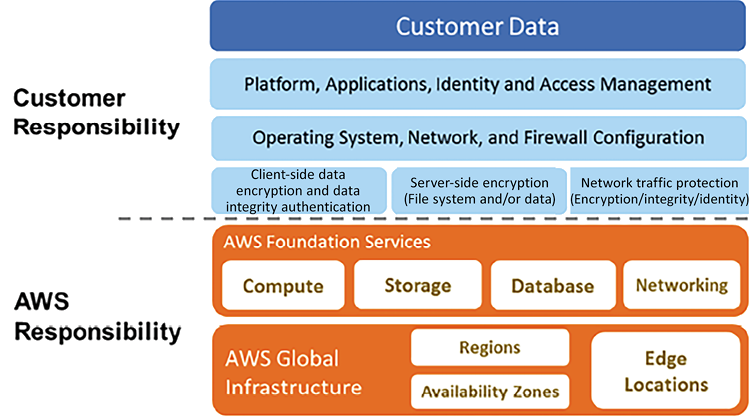 Customer Data
Customer
Responsibility
Platform, Applications, Identity and Access Management
Operating System, Network, and Firewall Configuration
Client-side data
encryption and data
integrity authentication
Server-side encryption
(File system and/or data)
Network traffic protection
(Encryption/integrity/identity)
AWS
Responsibility
AWS Foundation Services
Compute
Storage
Database
Networking
AWS Global
Infrastructure
Regions
Availability Zones
Edge
Locations